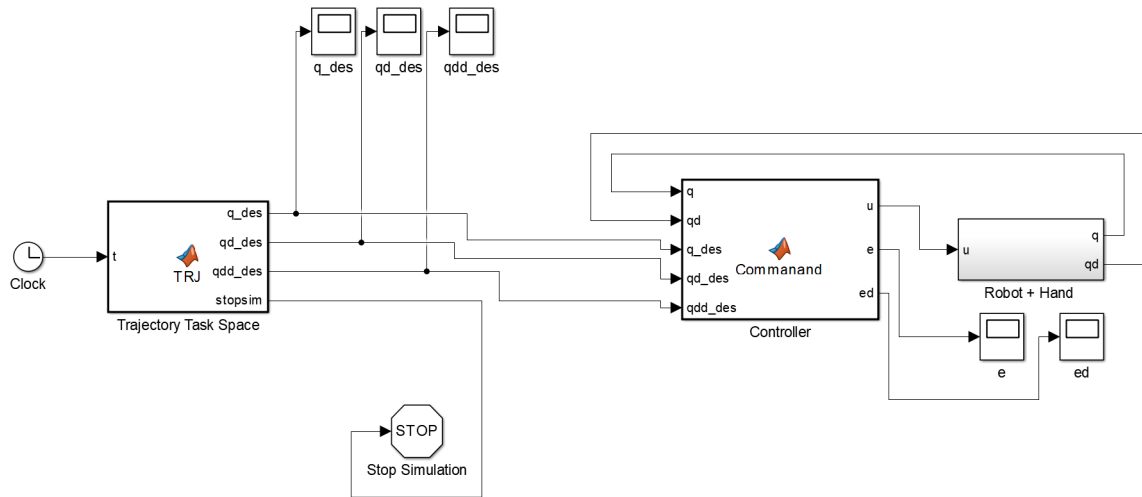 q_des
qd_des
qdd_des
Clock
t
TRJ
q_des
qd_des
qdd_des
stopsim
Trajectory Task Space
STOP
Stop Simulation
q
qd
q_des
qd_des
qdd_des
Commanand
u
e
ed
Controller
u
q
qd
Robot + Hand
e
ed